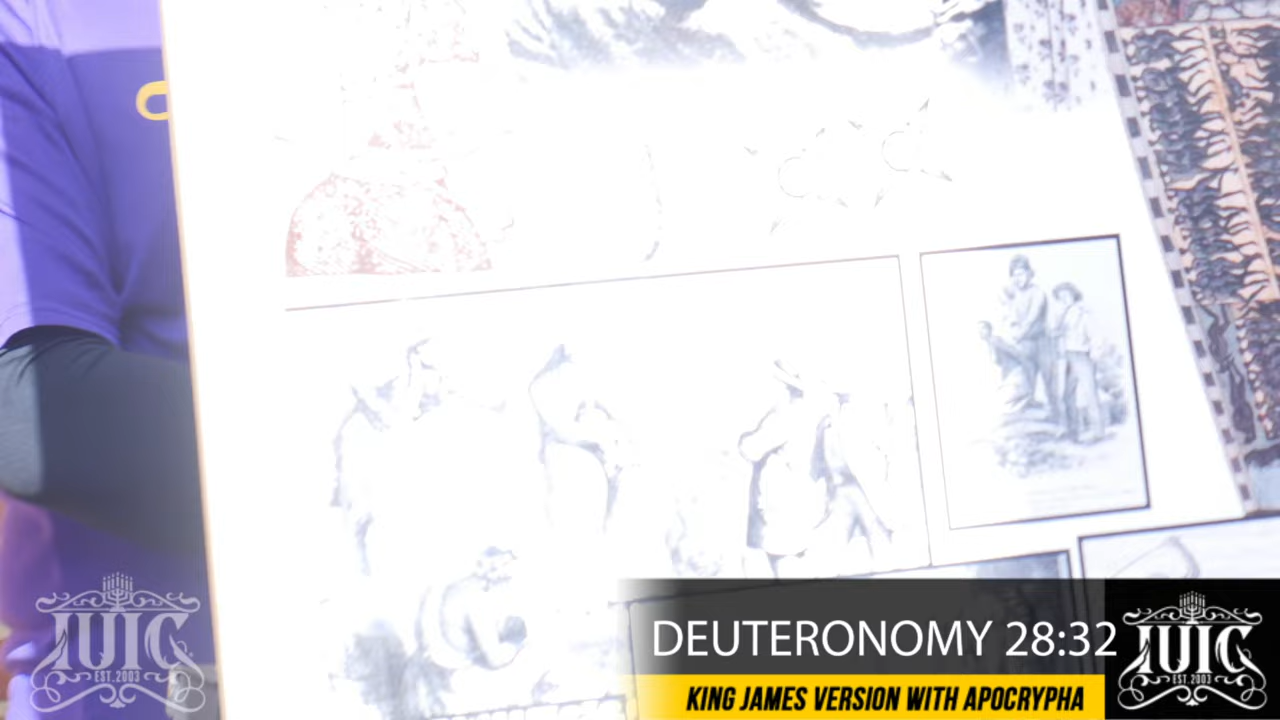 DEUTERONOMY 28:32
KING JAMES VERSION WITH APOCRYPHA
IUIC
EST. 2003
IUIC
EST. 2003